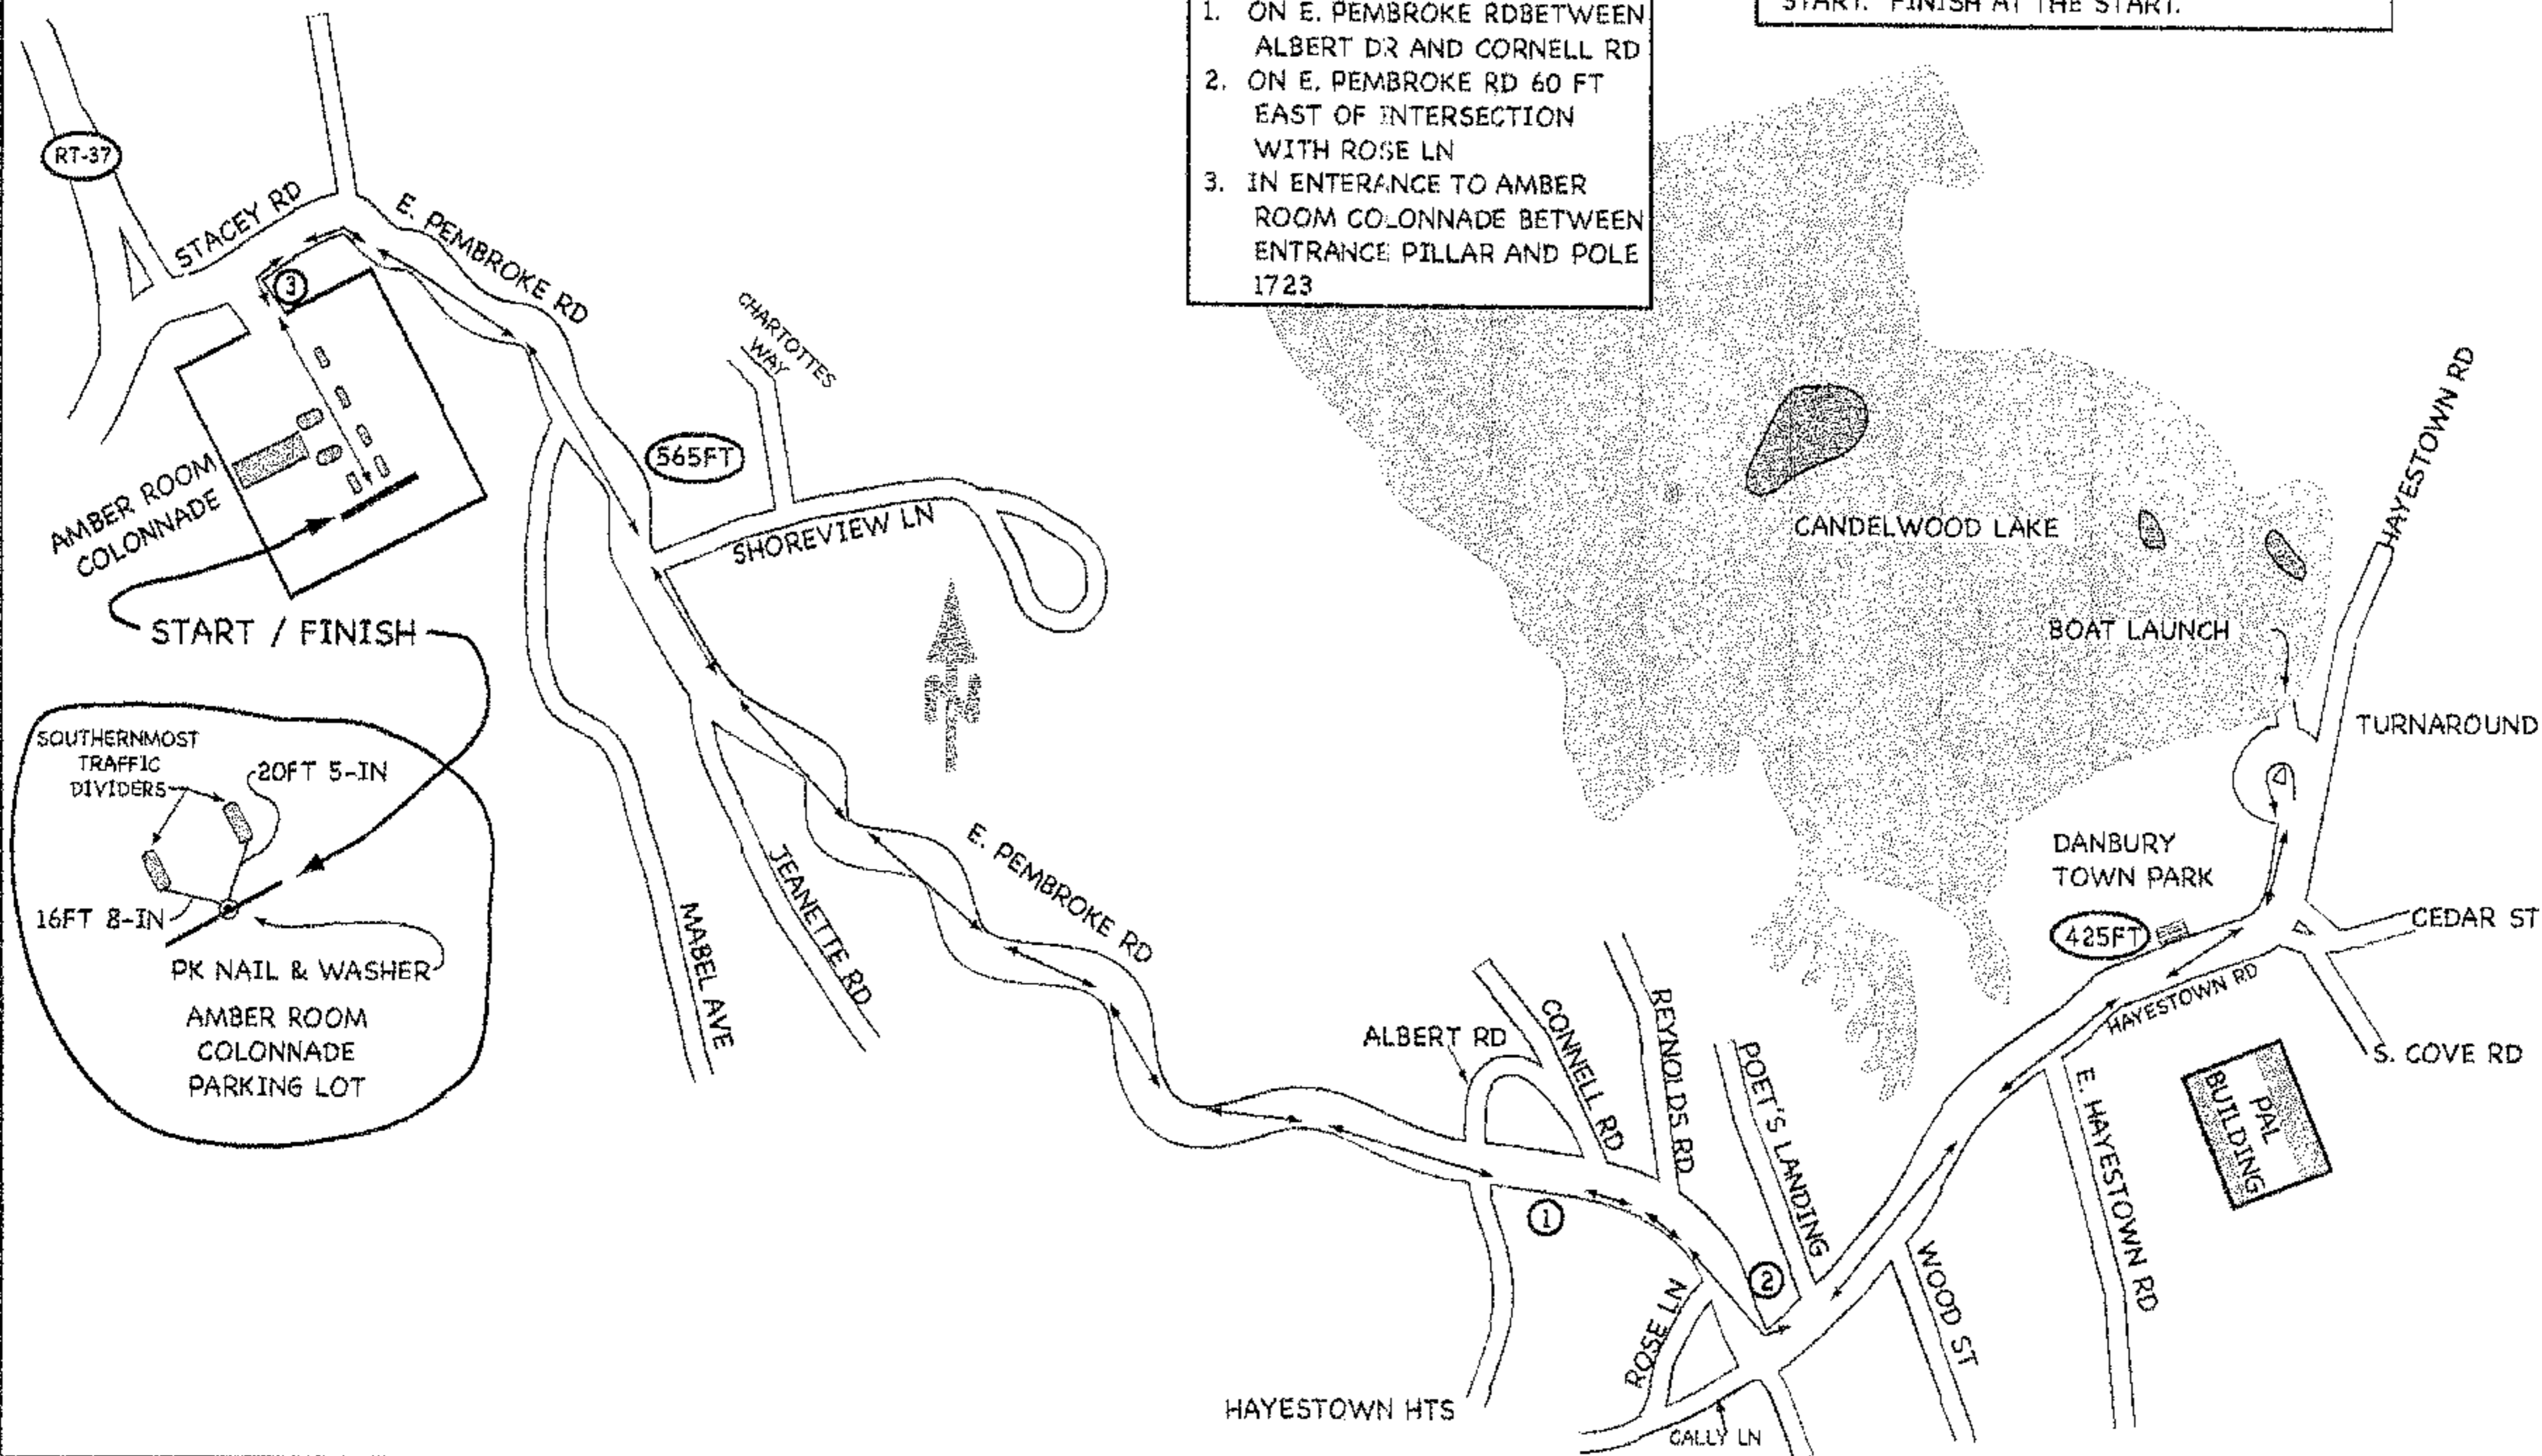 1. ON E. PEMBROKE RDBETWEEN
ALBERT DR AND CORNELL RD
2. ON E. PEMBROKE RD 60 FT
EAST OF INTERSECTION
WITH ROSE LN
3. IN ENTERANCE TO AMBER
ROOM COLONNADE BETWEEN
ENTRANCE PILLAR AND POLE
1723
START. FINISH AT THE START.
RT-37
STACEY RD
E. PEMBROKE RD
3
CHARTOTTES
WAY
565FT
SHOREVIEW LN
AMBER ROOM
COLONNADE
START / FINISH
N
SOUTHERNMOST
TRAFFIC
DIVIDERS
20FT 5-IN
16FT 8-IN
PK NAIL & WASHER
AMBER ROOM
COLONNADE
PARKING LOT
MABEL AVE
JEANETTE RD
E. PEMBROKE RD
CANDELWOOD LAKE
HAYESTOWN RD
BOAT LAUNCH
TURNAROUND
DANBURY
TOWN PARK
425FT
CEDAR ST
HAYESTOWN RD
S. COVE RD
PAL
BUILDING
E. HAYESTOWN RD
ALBERT RD
CONNELL RD
REYNOLDS RD
POET'S LANDING
1
2
WOOD ST
ROSE LN
HAYESTOWN HTS
CALLY LN